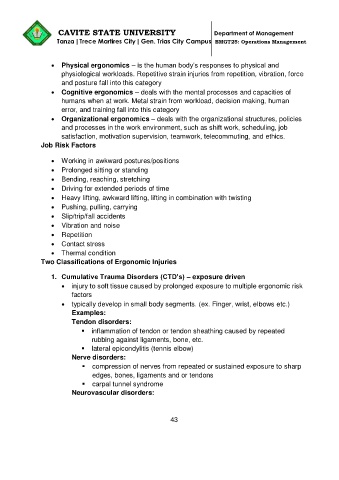 CAVITE STATE UNIVERSITY
Department of Management
Tanza | Trece Martires City | Gen. Trias City Campus
BMGT25: Operations Management
• Physical ergonomics – is the human body's responses to physical and
physiological workloads. Repetitive strain injuries from repetition, vibration, force
and posture fall into this category
• Cognitive ergonomics – deals with the mental processes and capacities of
humans when at work. Metal strain from workload, decision making, human
error, and training fall into this category
• Organizational ergonomics – deals with the organizational structures, policies
and processes in the work environment, such as shift work, scheduling, job
satisfaction, motivation supervision, teamwork, telecommuting, and ethics.
Job Risk Factors
• Working in awkward postures/positions
• Prolonged sitting or standing
• Bending, reaching, stretching
• Driving for extended periods of time
• Heavy lifting, awkward lifting, lifting in combination with twisting
• Pushing, pulling, carrying
• Slip/trip/fall accidents
• Vibration and noise
• Repetition
• Contact stress
• Thermal condition
Two Classifications of Ergonomic Injuries
1. Cumulative Trauma Disorders (CTD's) – exposure driven
• injury to soft tissue caused by prolonged exposure to multiple ergonomic risk
factors
• typically develop in small body segments. (ex. Finger, wrist, elbows etc.)
Examples:
Tendon disorders:
▪ inflammation of tendon or tendon sheathing caused by repeated
rubbing against ligaments, bone, etc.
▪ lateral epicondylitis (tennis elbow)
Nerve disorders:
▪ compression of nerves from repeated or sustained exposure to sharp
edges, bones, ligaments and or tendons
▪ carpal tunnel syndrome
Neurovascular disorders:
43